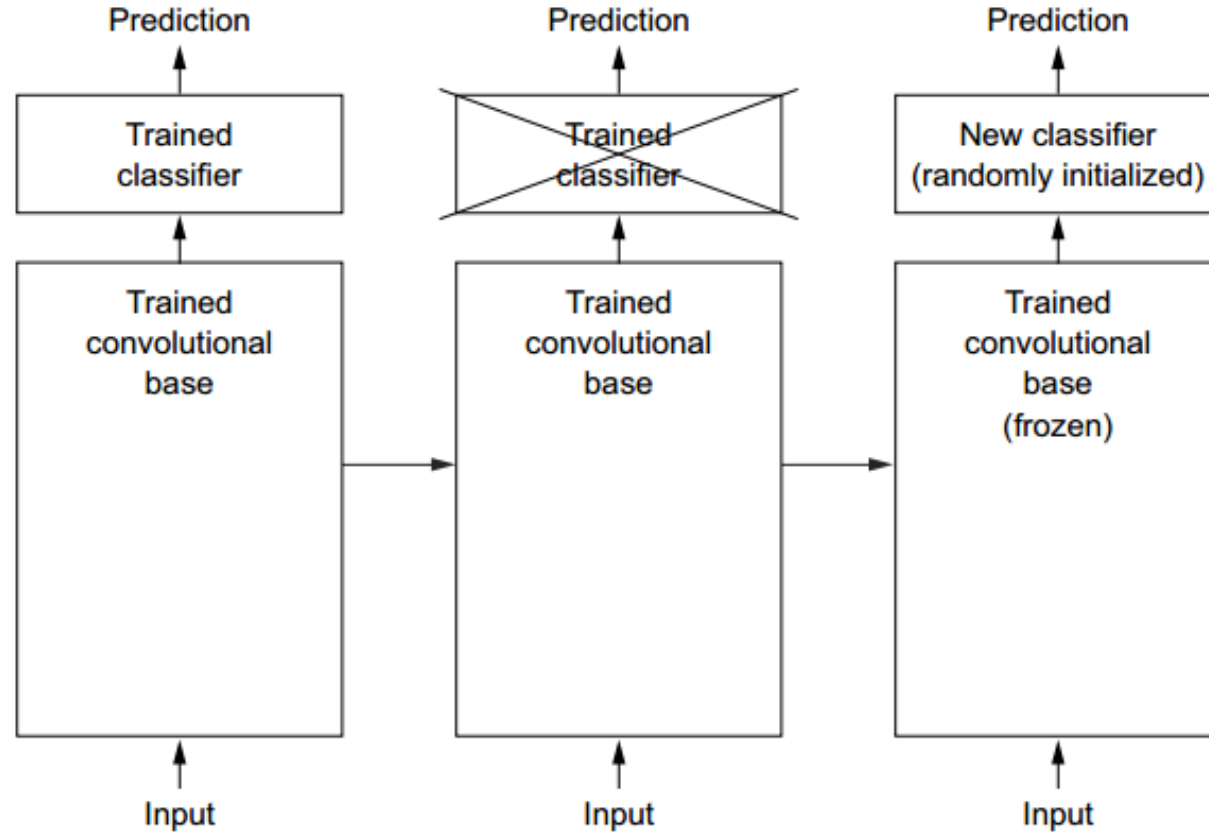 Prediction
Prediction
Prediction
Trained
classifier
Trained
classifier
New classifier
(randomly initialized)
Trained
convolutional
base
Trained
convolutional
base
Trained
convolutional
base
(frozen)
Input
Input
Input